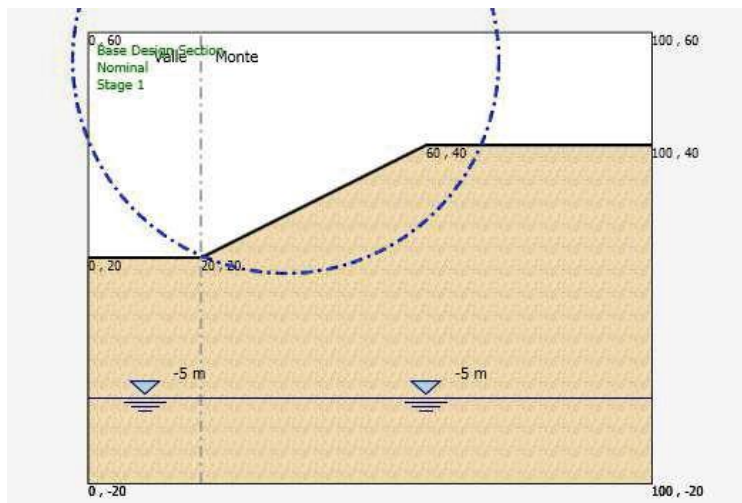 0 , 60
Base Design Section
Valle
Monte
100 , 60
Nominal
Stage 1
60 , 40
100 , 40
0 , 20
20 , 20
-5 m
-5 m
0 , -20
100 , -20